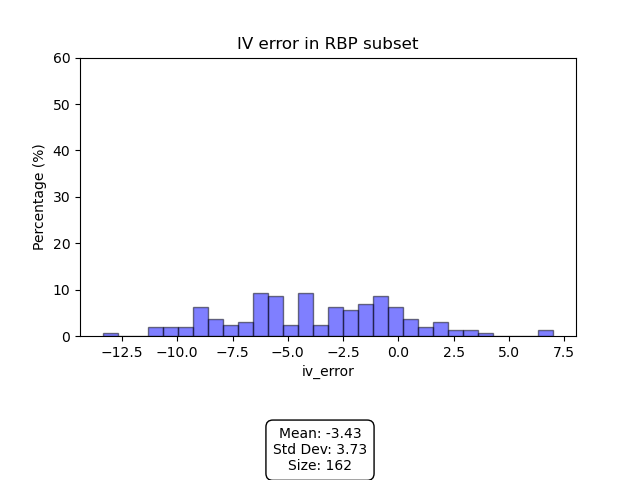 IV error in RBP subset
60
50
40
30
20
10
0
Percentage (%)
−12.5 −10.0 −7.5 −5.0 −2.5 0.0 2.5 5.0 7.5
iv_error
Mean: -3.43
Std Dev: 3.73
Size: 162